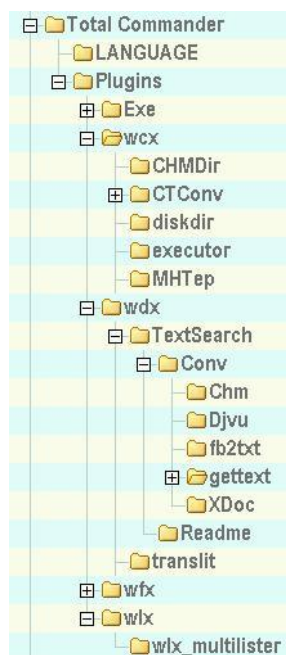 Total Commander
LANGUAGE
Plugins
Exe
wcx
CHMDir
CTConv
diskdir
executor
MHTep
wdx
TextSearch
Conv
Chm
Djvu
fb2txt
gettext
XDoc
Readme
translit
wfx
wlx
wlx_multilister